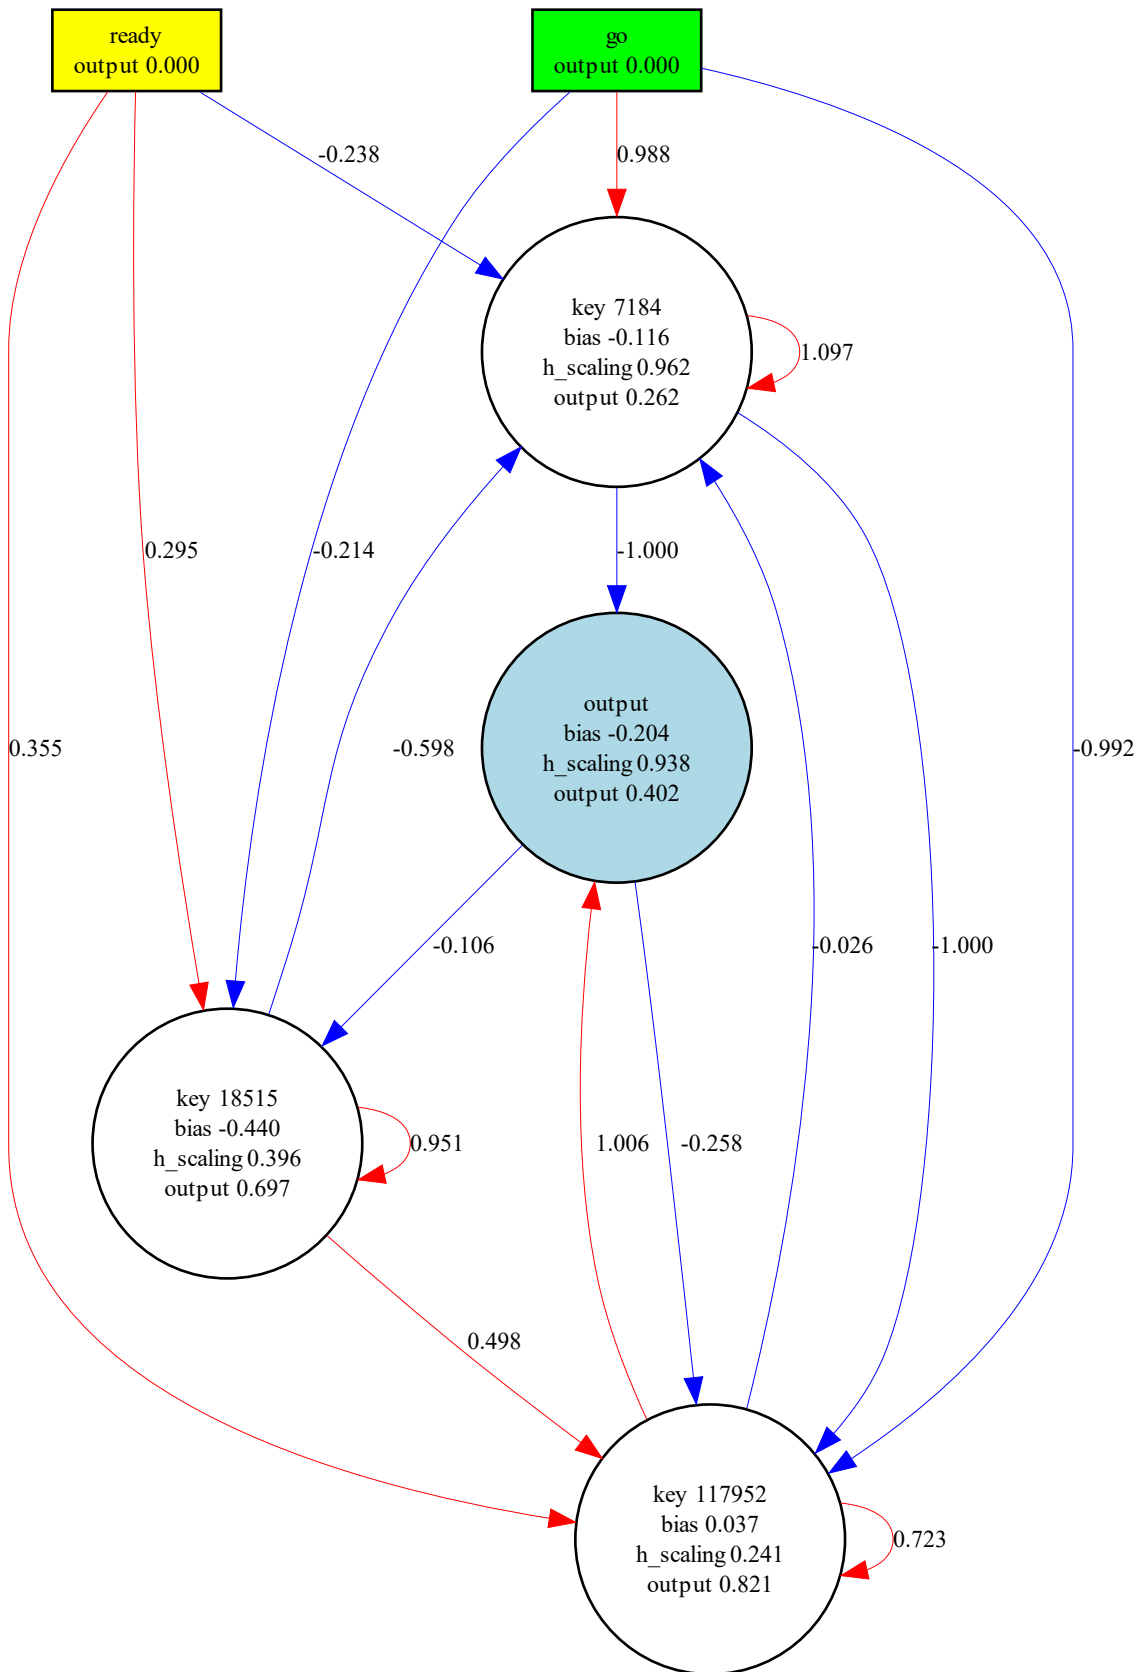 ready
output 0.000
go
output 0.000
-0.238
0.988
key 7184
bias -0.116
h_scaling 0.962
output 0.262
1.097
0.295
-0.214
-1.000
output
bias -0.204
h_scaling 0.938
output 0.402
0.355
-0.598
-0.992
-0.106
-0.026
-1.000
key 18515
bias -0.440
h_scaling 0.396
output 0.697
0.951
1.006
-0.258
0.498
key 117952
bias 0.037
h_scaling 0.241
output 0.821
0.723